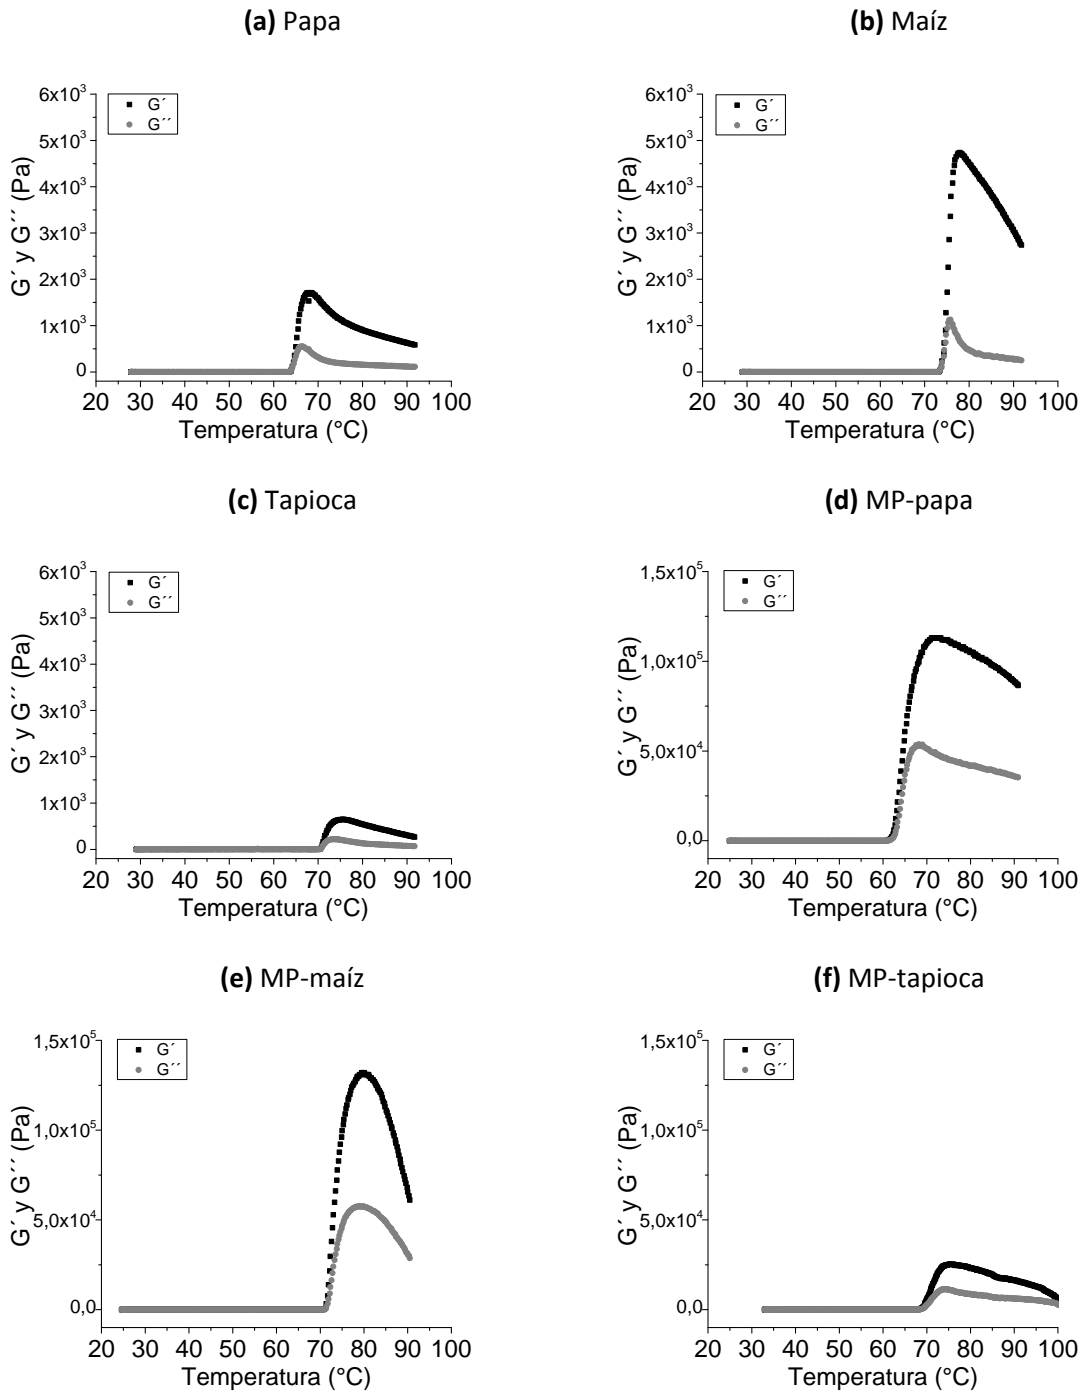 (a) Papa
6x10³
5x10³
4x10³
3x10³
2x10³
1x10³
0
G´ y G´´ (Pa)
G´
G´´
20 30 40 50 60 70 80 90 100
Temperatura (°C)
(b) Maíz
6x10³
5x10³
4x10³
3x10³
2x10³
1x10³
0
G´ y G´´ (Pa)
G´
G´´
20 30 40 50 60 70 80 90 100
Temperatura (°C)
(c) Tapioca
6x10³
5x10³
4x10³
3x10³
2x10³
1x10³
0
G´ y G´´ (Pa)
G´
G´´
20 30 40 50 60 70 80 90 100
Temperatura (°C)
(d) MP-papa
1,5x10⁵
1,0x10⁵
5,0x10⁴
0,0
G´ y G´´ (Pa)
G´
G´´
20 30 40 50 60 70 80 90 100
Temperatura (°C)
(e) MP-maíz
1,5x10⁵
1,0x10⁵
5,0x10⁴
0,0
G´ y G´´ (Pa)
G´
G´´
20 30 40 50 60 70 80 90 100
Temperatura (°C)
(f) MP-tapioca
1,5x10⁵
1,0x10⁵
5,0x10⁴
0,0
G´ y G´´ (Pa)
G´
G´´
20 30 40 50 60 70 80 90 100
Temperatura (°C)